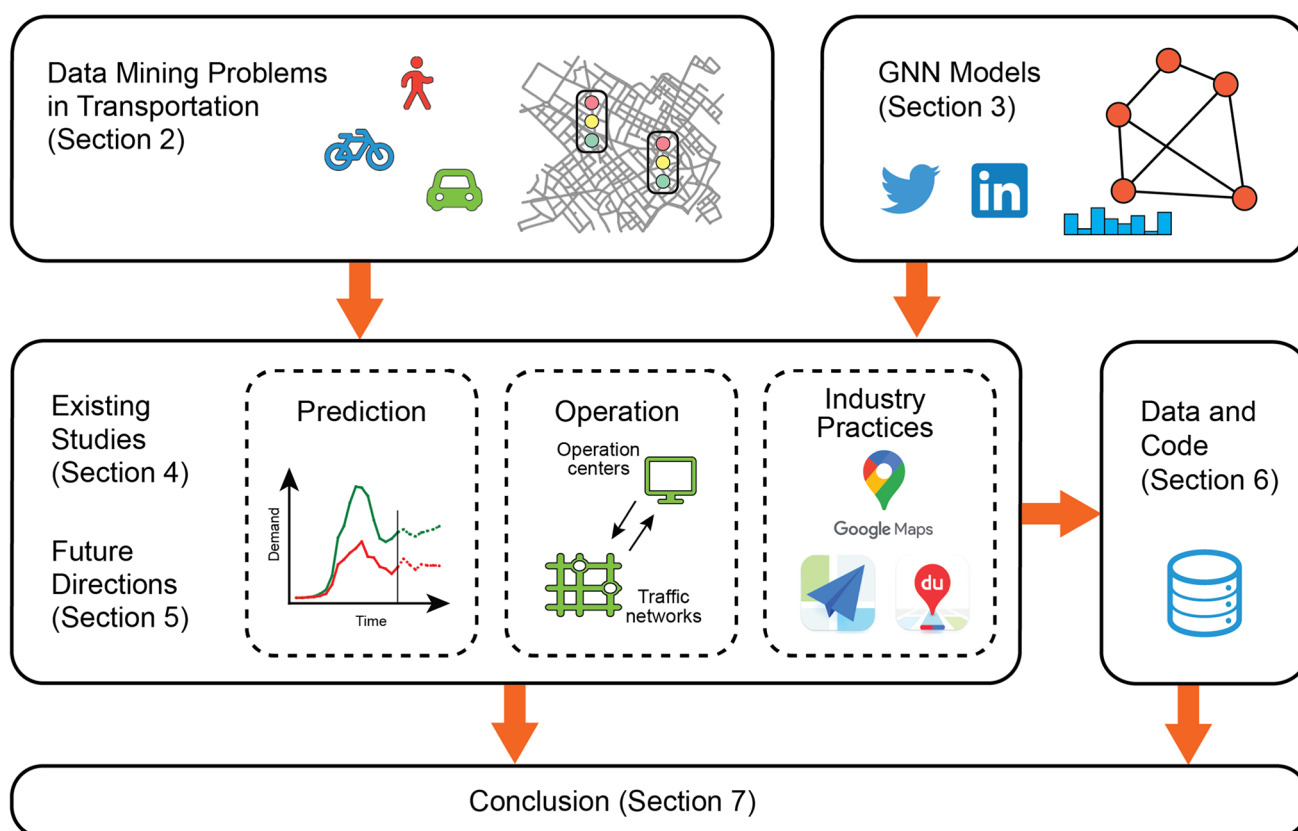 Data Mining Problems
in Transportation
(Section 2)
GNN Models
(Section 3)
in
Existing
Studies
(Section 4)
Future
Directions
(Section 5)
Prediction
Demand
Time
Operation
Operation
centers
Traffic
networks
Industry
Practices
Google Maps
du
Data and
Code
(Section 6)
Conclusion (Section 7)